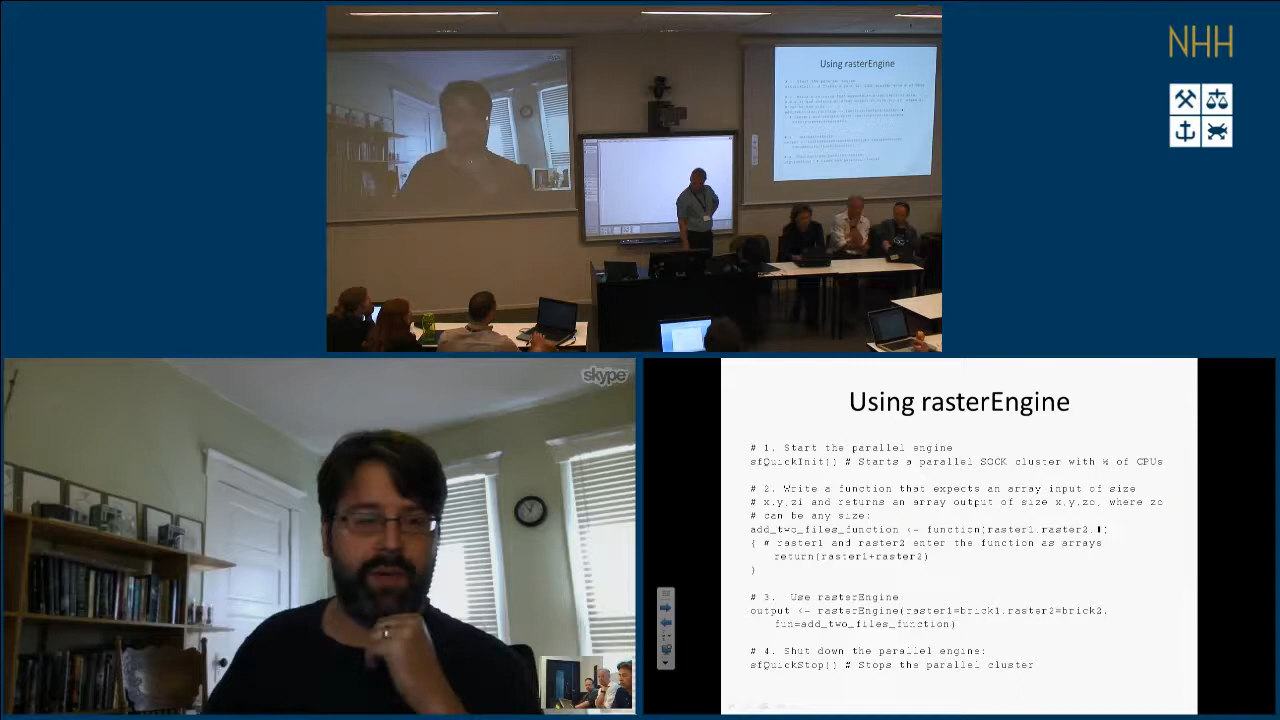 NHH
Using rasterEngine
skype
Using rasterEngine
# 1. Start the parallel engine
sfQuickInit() # Starts a parallel SOCK cluster with ½ of CPUs
# 2. Write a function that expects an array input of size
# x,y,zi and returns an array output of size x,y,zo, where zo
# can be any size:
add_two_files_function <- function(raster1,raster2,
{ # raster1 and raster2 enter the function as arrays
return(raster1+raster2)
}
# 3. Use rasterEngine
output <- rasterEngine(raster1=brick1,raster2=brick2,
fun=add_two_files_function)
# 4. Shut down the parallel engine:
sfQuickStop() # Stops the parallel cluster